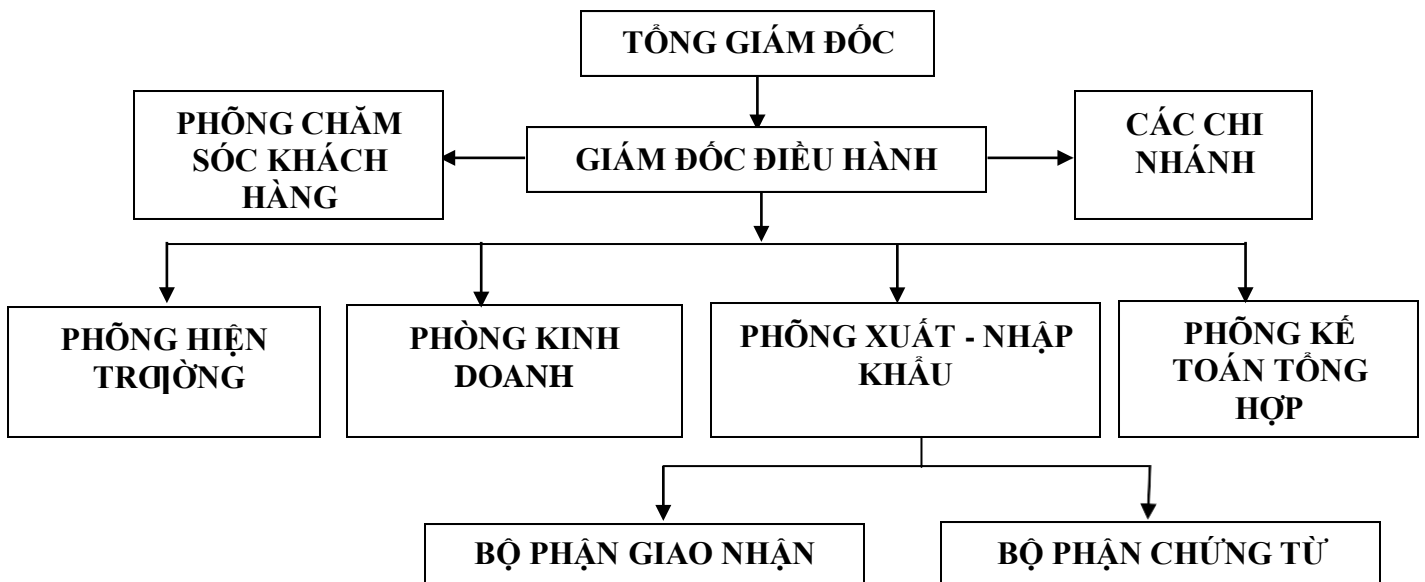 TỔNG GIÁM ĐỐC
PHÕNG CHĂM
SÓC KHÁCH
HÀNG
GIÁM ĐỐC ĐIỀU HÀNH
CÁC CHI
NHÁNH
PHÕNG HIỆN
TRƢỜNG
PHÒNG KINH
DOANH
PHÕNG XUẤT - NHẬP
KHẨU
PHÕNG KẾ
TOÁN TỔNG
HỢP
BỘ PHẬN GIAO NHẬN
BỘ PHẬN CHỨNG TỪ